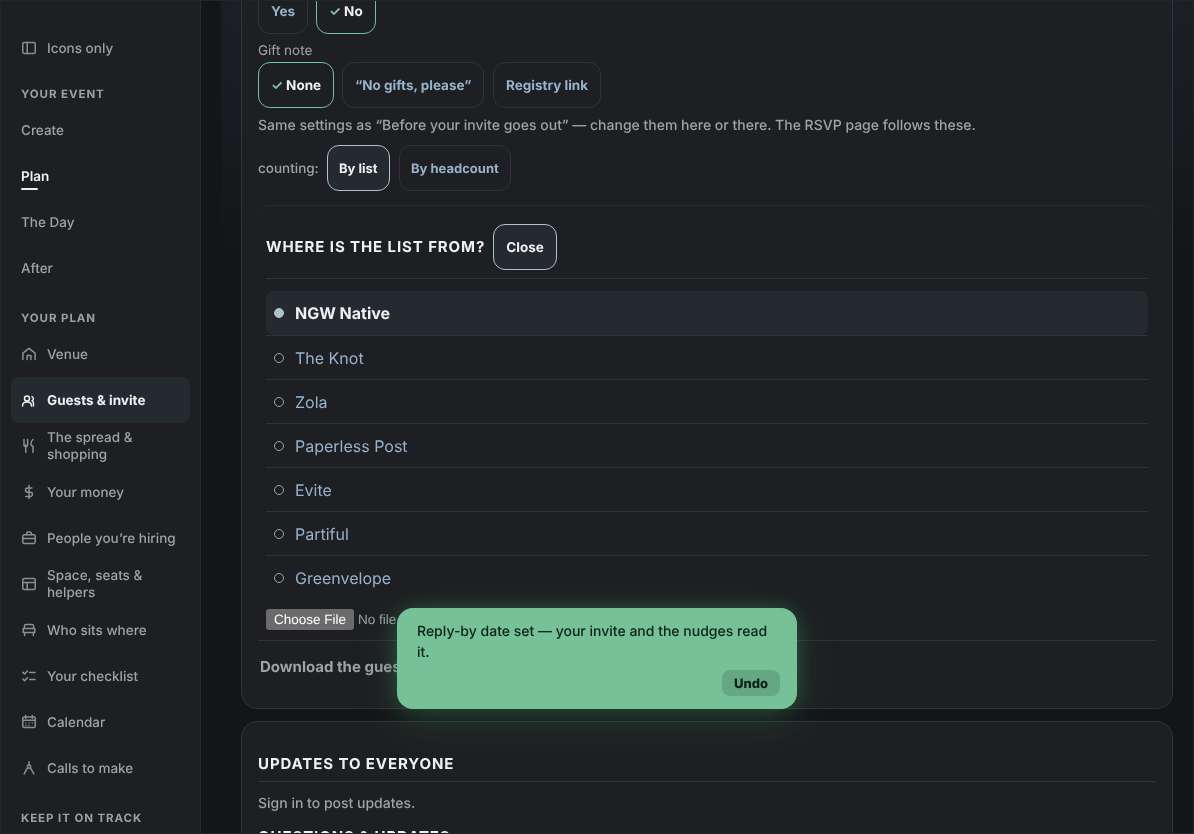 Icons only
YOUR EVENT
Create
Plan
The Day
After
YOUR PLAN
Venue
Guests & invite
The spread &
shopping
Your money
People you’re hiring
Space, seats &
helpers
Who sits where
Your checklist
Calendar
Calls to make
KEEP IT ON TRACK
Yes
No
Gift note
None
“No gifts, please”
Registry link
Same settings as “Before your invite goes out” — change them here or there. The RSVP page follows these.
counting:
By list
By headcount
WHERE IS THE LIST FROM?
Close
NGW Native
The Knot
Zola
Paperless Post
Evite
Partiful
Greenvelope
Choose File
No file
Reply-by date set — your invite and the nudges read
it.
Undo
Download the gues
UPDATES TO EVERYONE
Sign in to post updates.
QUESTIONS & UPDATES